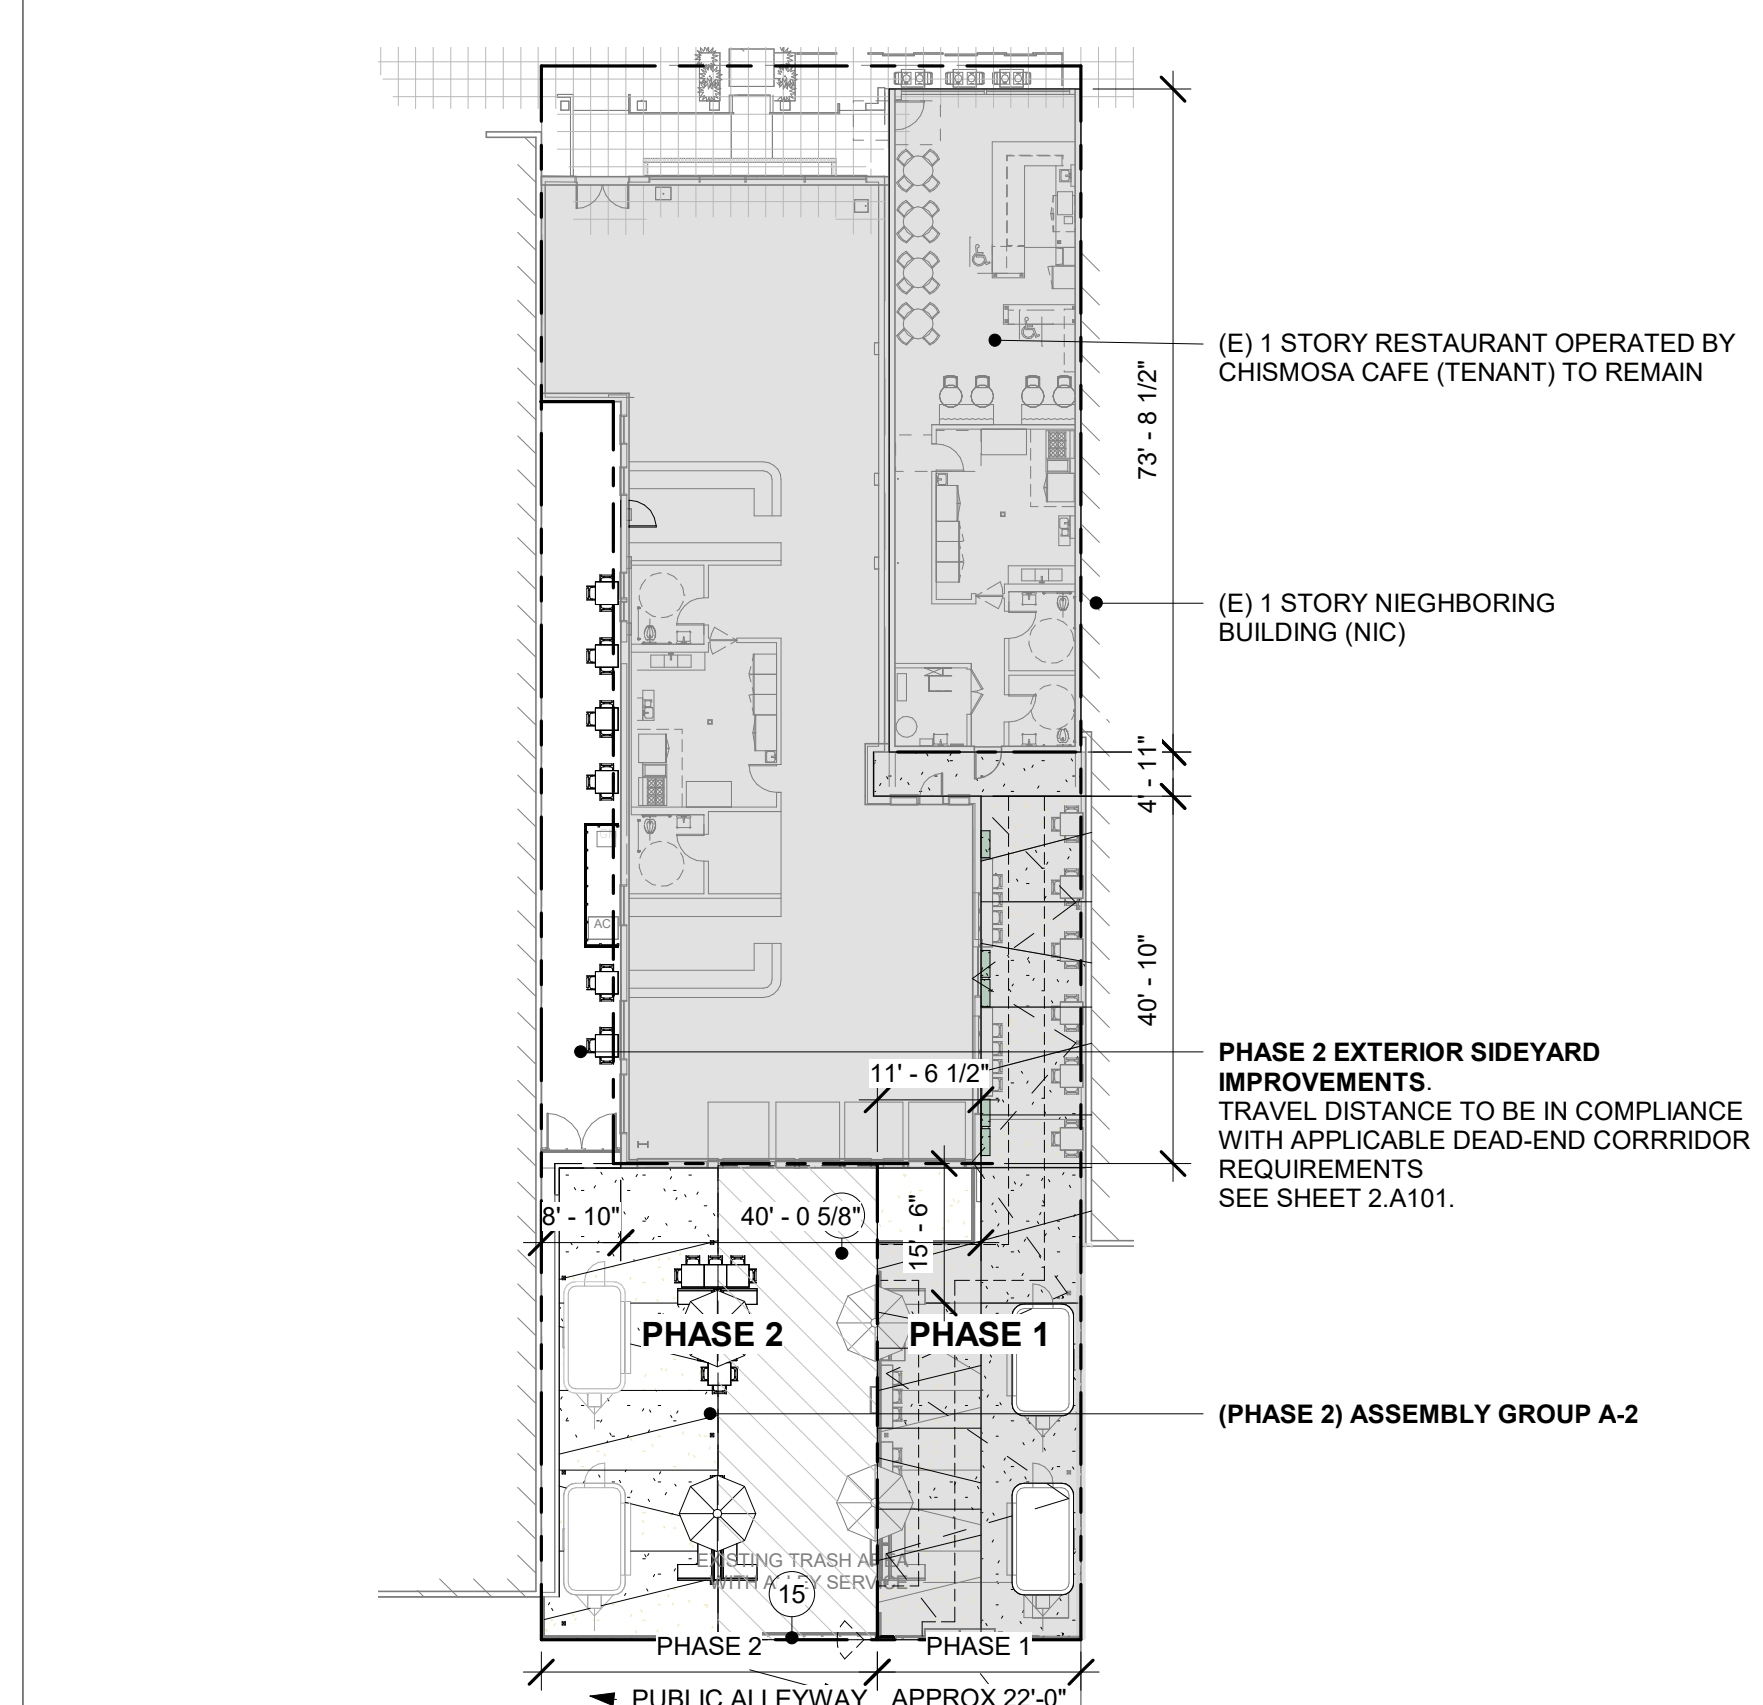 (E) 1 STORY RESTAURANT OPERATED BY
CHISMOSA CAFE (TENANT) TO REMAIN
73' - 8 1/2"
(E) 1 STORY NIEGHBORING
BUILDING (NIC)
4' - 11"
AC
40' - 10"
PHASE 2 EXTERIOR SIDEYARD
IMPROVEMENTS.
TRAVEL DISTANCE TO BE IN COMPLIANCE
WITH APPLICABLE DEAD-END CORRRIDOR
REQUIREMENTS
SEE SHEET 2.A101.
11' - 6 1/2"
8' - 10"
40' - 0 5/8"
15' - 6"
PHASE 2
PHASE 1
(PHASE 2) ASSEMBLY GROUP A-2
EXISTING TRASH AREA
WITH ALLEY SERVICE
15
PHASE 2
PHASE 1
PUBLIC ALLEYWAY
APPROX 22'-0"